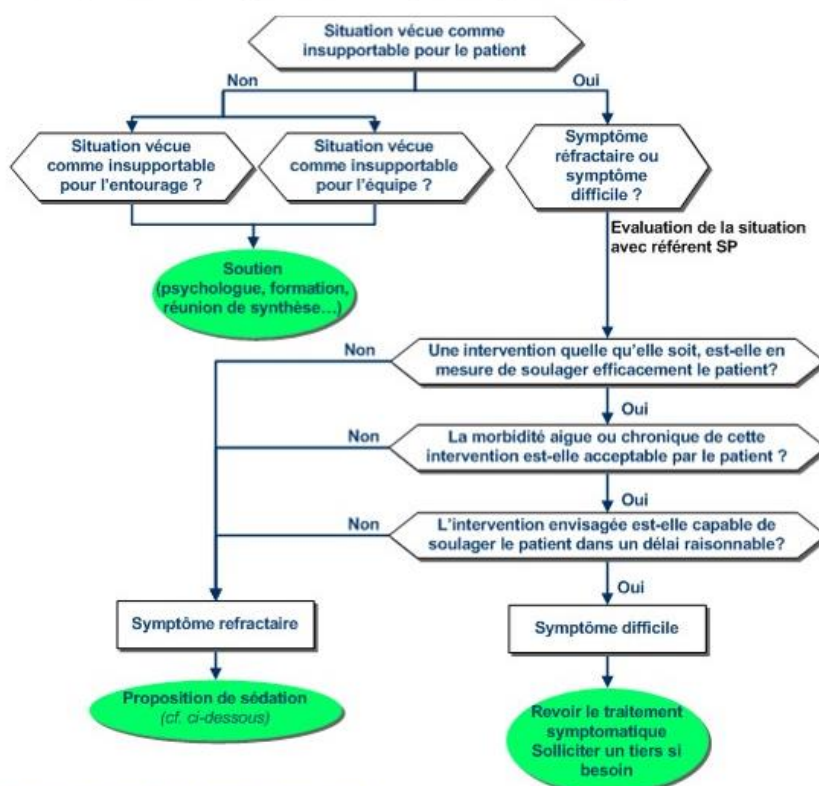 Situation vécue comme
insupportable pour le patient
Non
Oui
Situation vécue
comme insupportable
pour l'entourage ?
Situation vécue
comme insupportable
pour l'équipe ?
Symptôme
réfractaire ou
symptôme
difficile ?
Evaluation de la situation
avec référent SP
Soutien
(psychologue, formation,
réunion de synthèse…)
Non
Une intervention quelle qu'elle soit, est-elle en
mesure de soulager efficacement le patient?
Oui
Non
La morbidité aigue ou chronique de cette
intervention est-elle acceptable par le patient ?
Oui
Non
L'intervention envisagée est-elle capable de
soulager le patient dans un délai raisonnable?
Oui
Symptôme refractaire
Symptôme difficile
Proposition de sédation
(cf. ci-dessous)
Revoir le traitement
symptomatique
Solliciter un tiers si
besoin